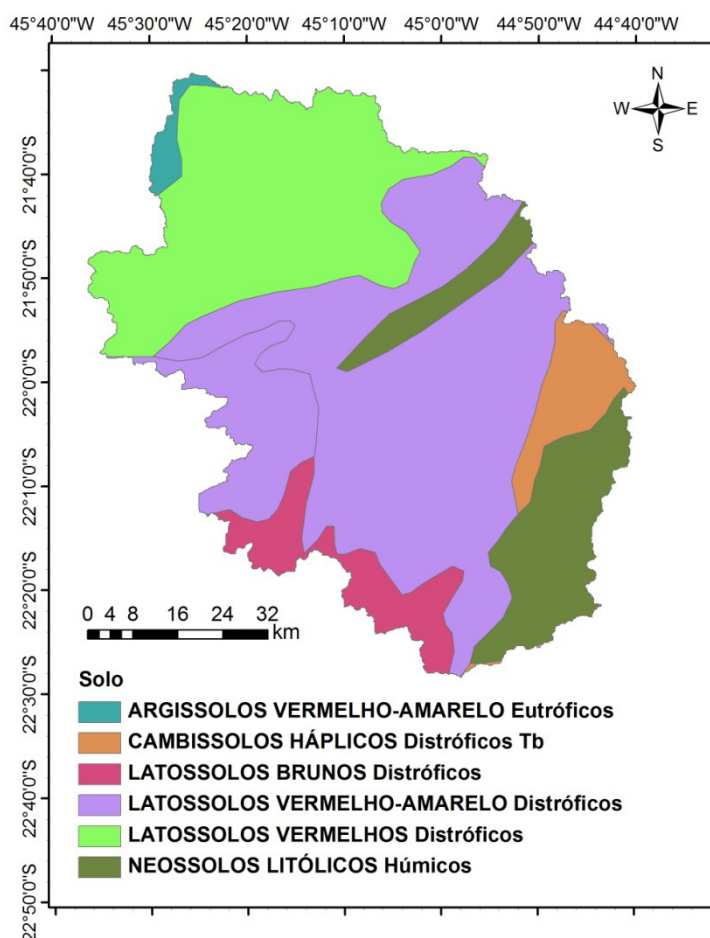 45°40'0"W 45°30'0"W 45°20'0"W 45°10'0"W 45°0'0"W 44°50'0"W 44°40'0"W
N
W E
S
21°40'0"S
21°50'0"S
22°0'0"S
22°10'0"S
22°20'0"S
22°30'0"S
22°40'0"S
22°50'0"S
0 4 8 16 24 32
km
Solo
ARGISSOLOS VERMELHO-AMARELO Eutróficos
CAMBISSOLOS HÁPLICOS Distróficos Tb
LATOSSOLOS BRUNOS Distróficos
LATOSSOLOS VERMELHO-AMARELO Distróficos
LATOSSOLOS VERMELHOS Distróficos
NEOSSOLOS LITÓLICOS Húmicos